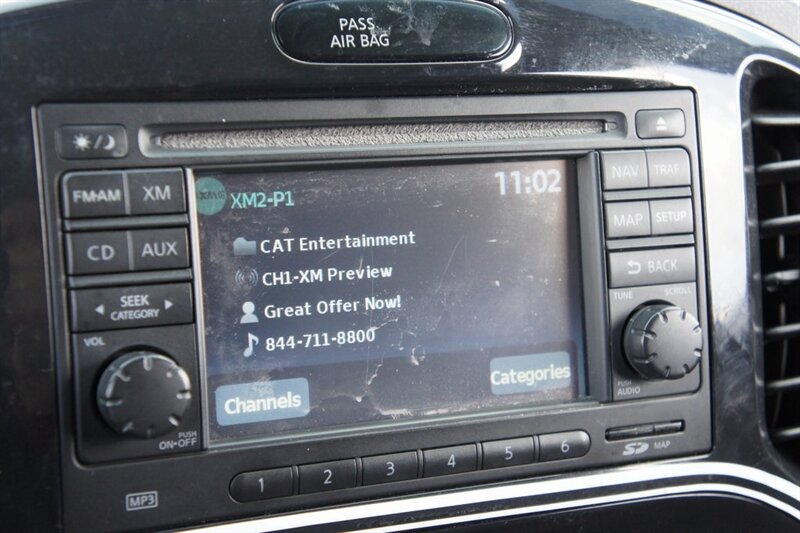 PASS
AIR BAG
FM·AM XM
CD AUX
SEEK
CATEGORY
VOL
PUSH
ON·OFF
MP3
XM
XM2-P1
11:02
CAT Entertainment
CH1-XM Preview
Great Offer Now!
844-711-8800
Channels
Categories
NAV TRAF
MAP SETUP
BACK
TUNE SCROLL
PUSH
AUDIO
1 2 3 4 5 6
SD MAP